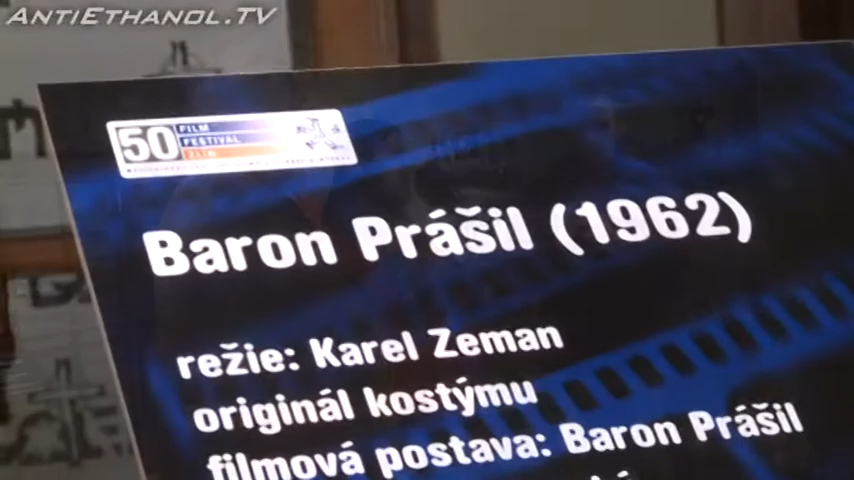 AntiEthanol.TV
50 FILM
FESTIVAL
ZLÍN
Baron Prášil (1962)
režie: Karel Zeman
originál kostýmu
filmová postava: Baron Prášil